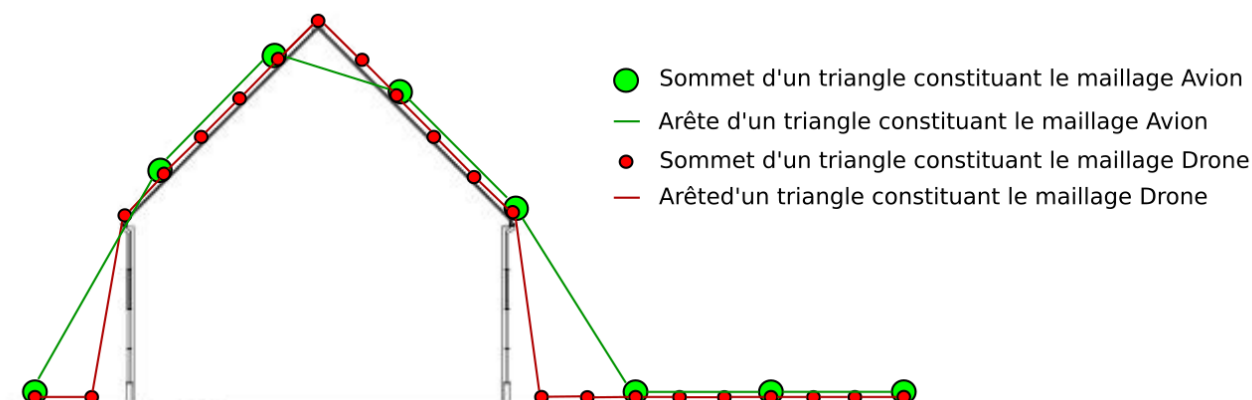 Sommet d'un triangle constituant le maillage Avion
Arête d'un triangle constituant le maillage Avion
Sommet d'un triangle constituant le maillage Drone
Arêted'un triangle constituant le maillage Drone